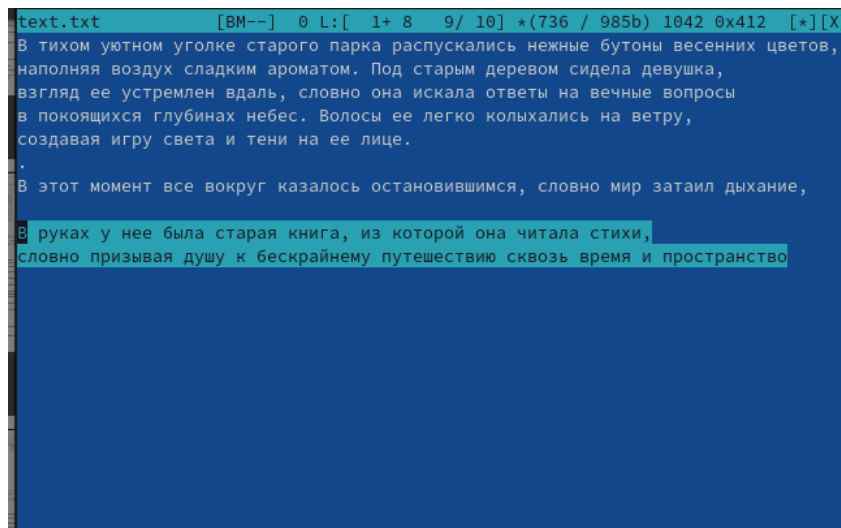 text.txt [BM--] 0 L:[ 1+ 8 9/ 10] *(736 / 985b) 1042 0x412 [*][X
В тихом уютном уголке старого парка распускались нежные бутоны весенних цветов,
наполняя воздух сладким ароматом. Под старым деревом сидела девушка,
взгляд ее устремлен вдаль, словно она искала ответы на вечные вопросы
в покоящихся глубинах небес. Волосы ее легко колыхались на ветру,
создавая игру света и тени на ее лице.
.
В этот момент все вокруг казалось остановившимся, словно мир затаил дыхание,
В руках у нее была старая книга, из которой она читала стихи,
словно призывая душу к бескрайнему путешествию сквозь время и пространство